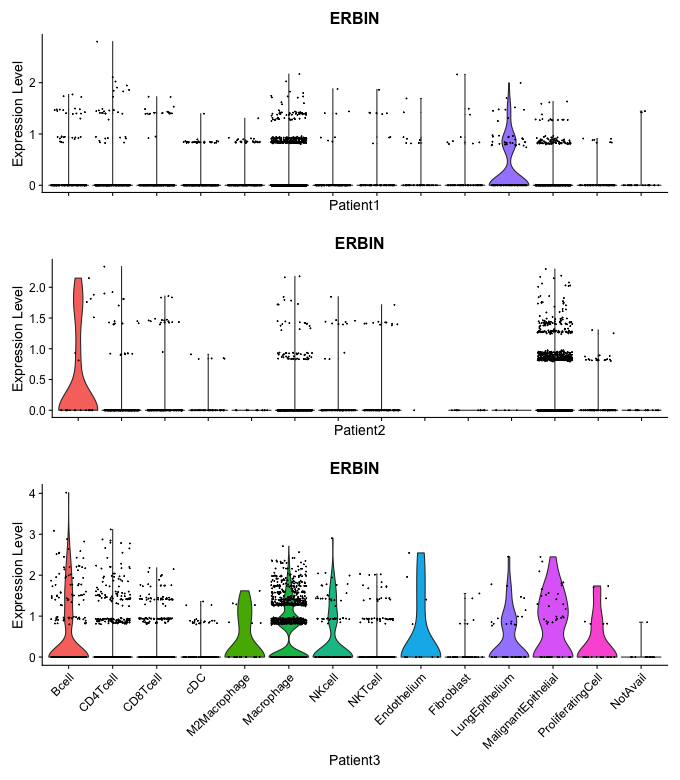 ERBIN
Expression Level
2
1
0
Patient1
ERBIN
Expression Level
2.0
1.5
1.0
0.5
0.0
Patient2
ERBIN
Expression Level
4
3
2
1
0
Bcell
CD4Tcell
CD8Tcell
cDC
M2Macrophage
Macrophage
NKcell
NKTcell
Endothelium
Fibroblast
LungEpithelium
MalignantEpithelial
ProliferatingCell
NotAvail
Patient3